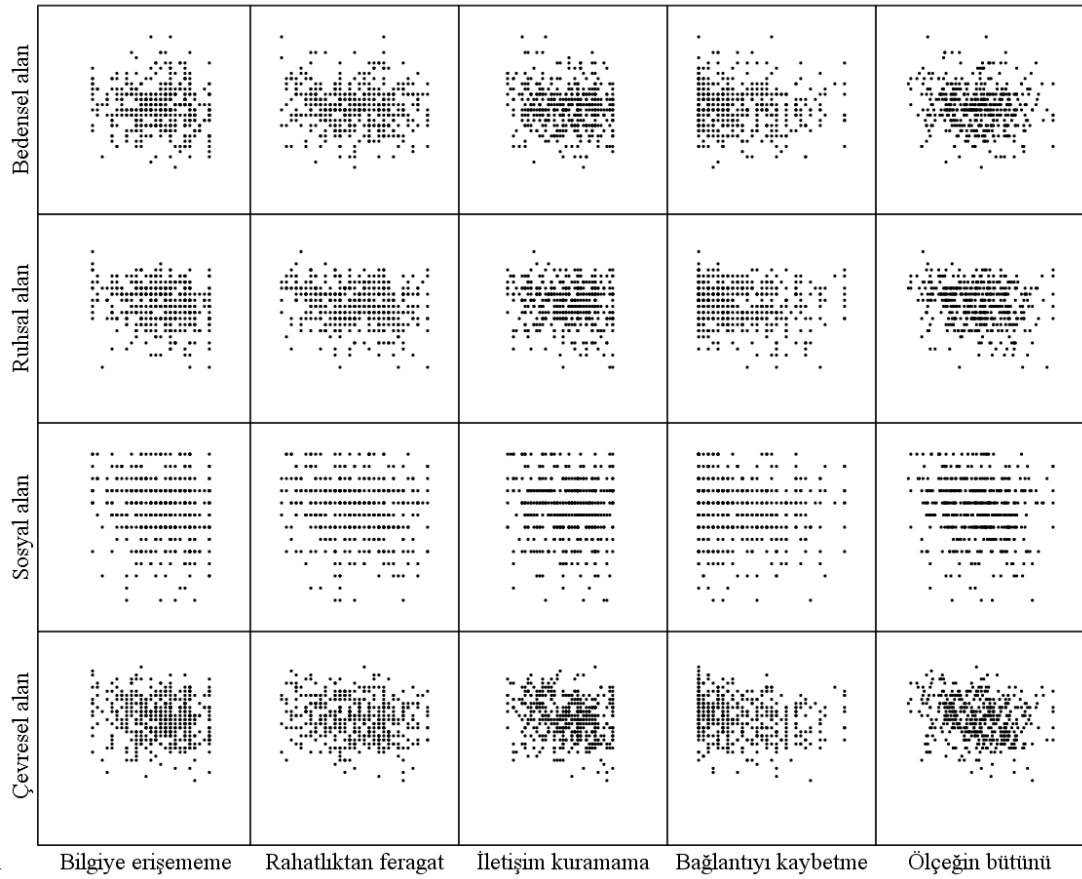 Bedensel alan
Ruhsal alan
Sosyal alan
Çevresel alan
Bilgiye erişememe
Rahatlıktan feragat
İletişim kuramama
Bağlantıyı kaybetme
Ölçeğin bütünü